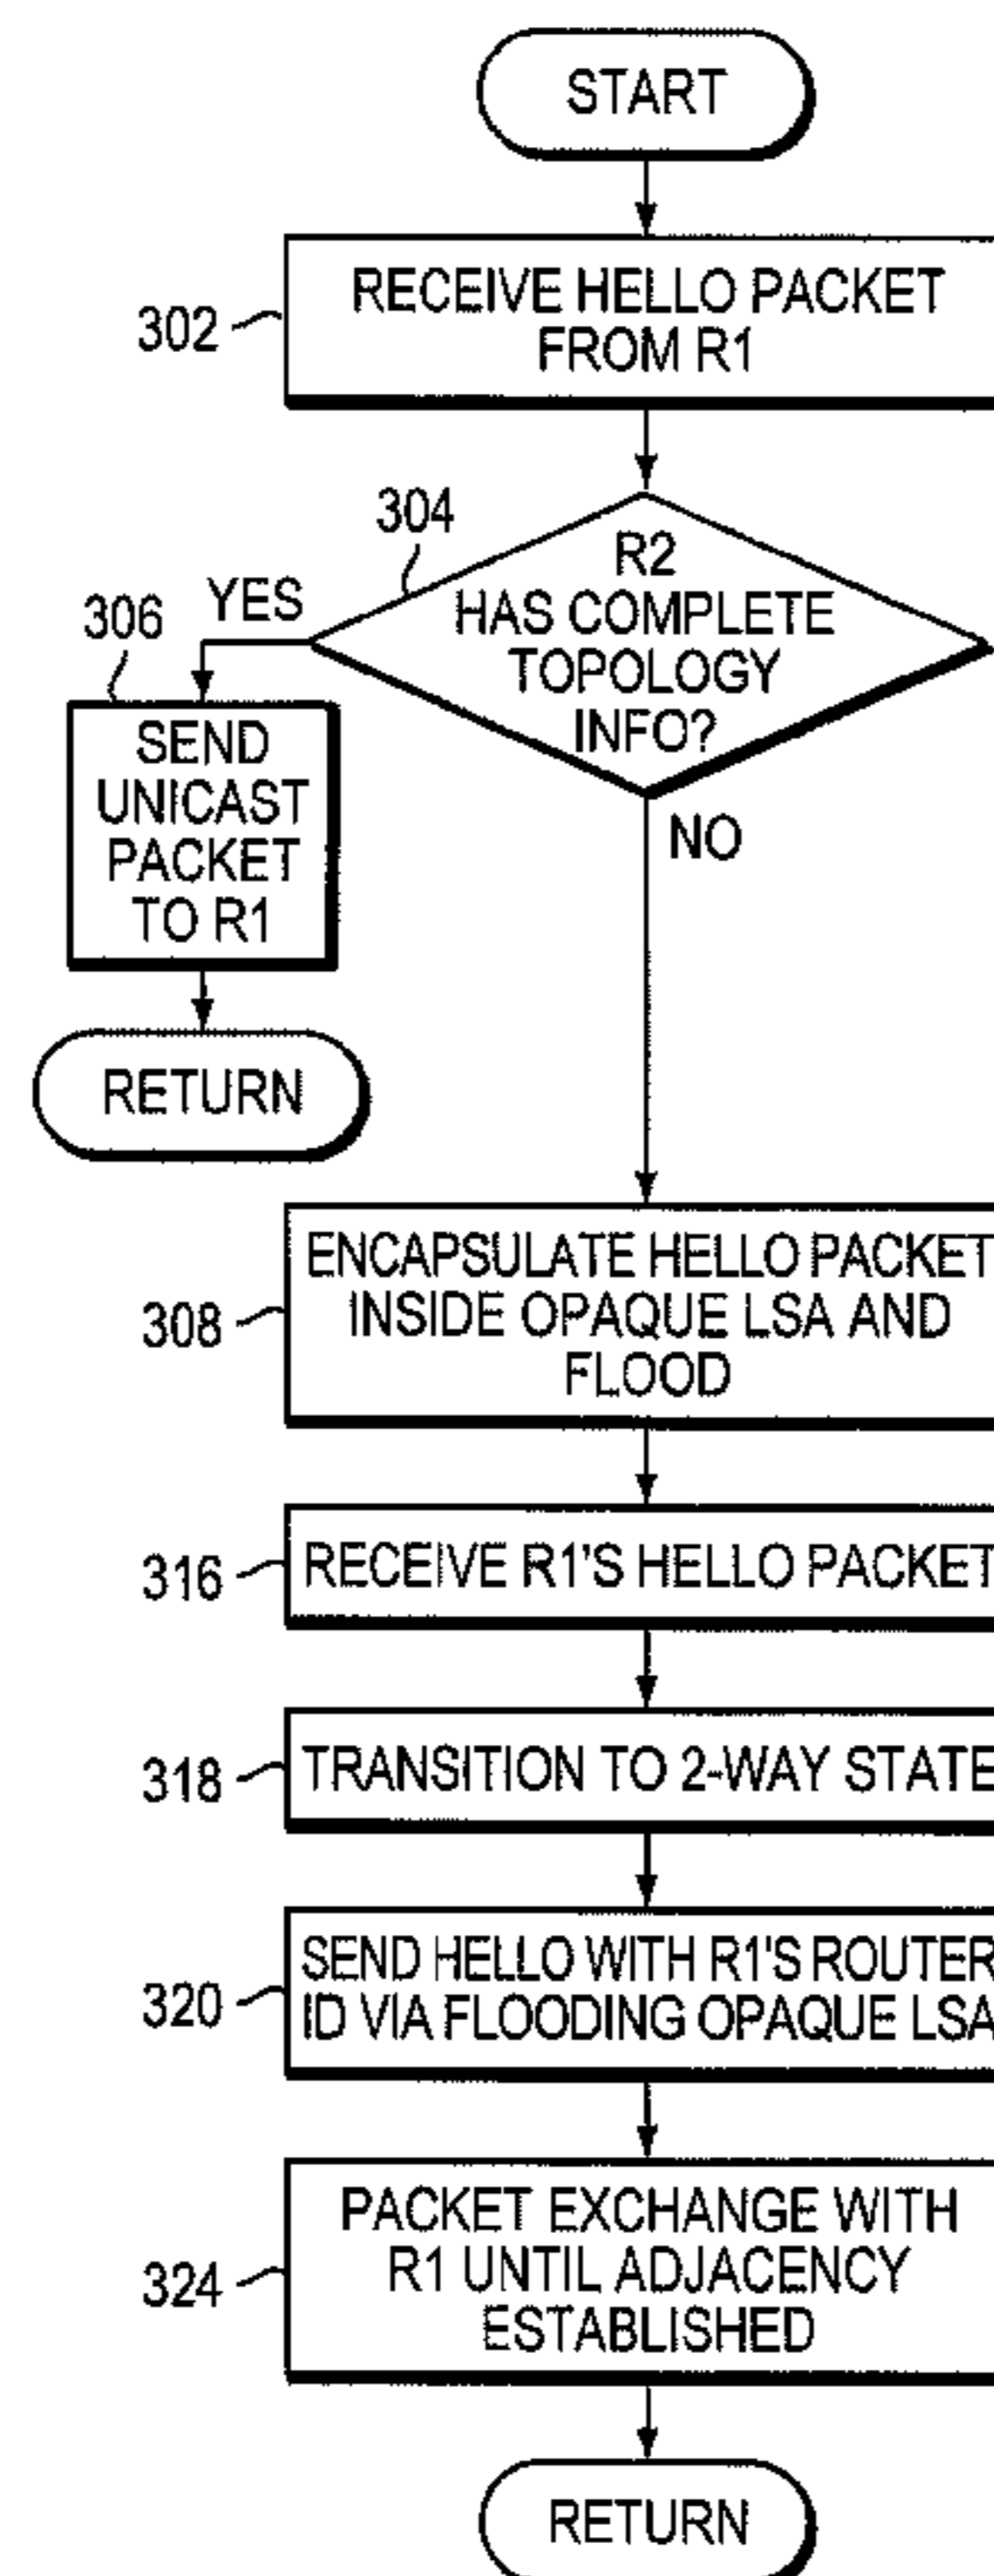 START
302
RECEIVE HELLO PACKET
FROM R1
304
R2
HAS COMPLETE
TOPOLOGY
INFO?
YES
306
SEND
UNICAST
PACKET
TO R1
RETURN
NO
308
ENCAPSULATE HELLO PACKET
INSIDE OPAQUE LSA AND
FLOOD
316
RECEIVE R1'S HELLO PACKET
318
TRANSITION TO 2-WAY STATE
320
SEND HELLO WITH R1'S ROUTER
ID VIA FLOODING OPAQUE LSA
324
PACKET EXCHANGE WITH
R1 UNTIL ADJACENCY
ESTABLISHED
RETURN